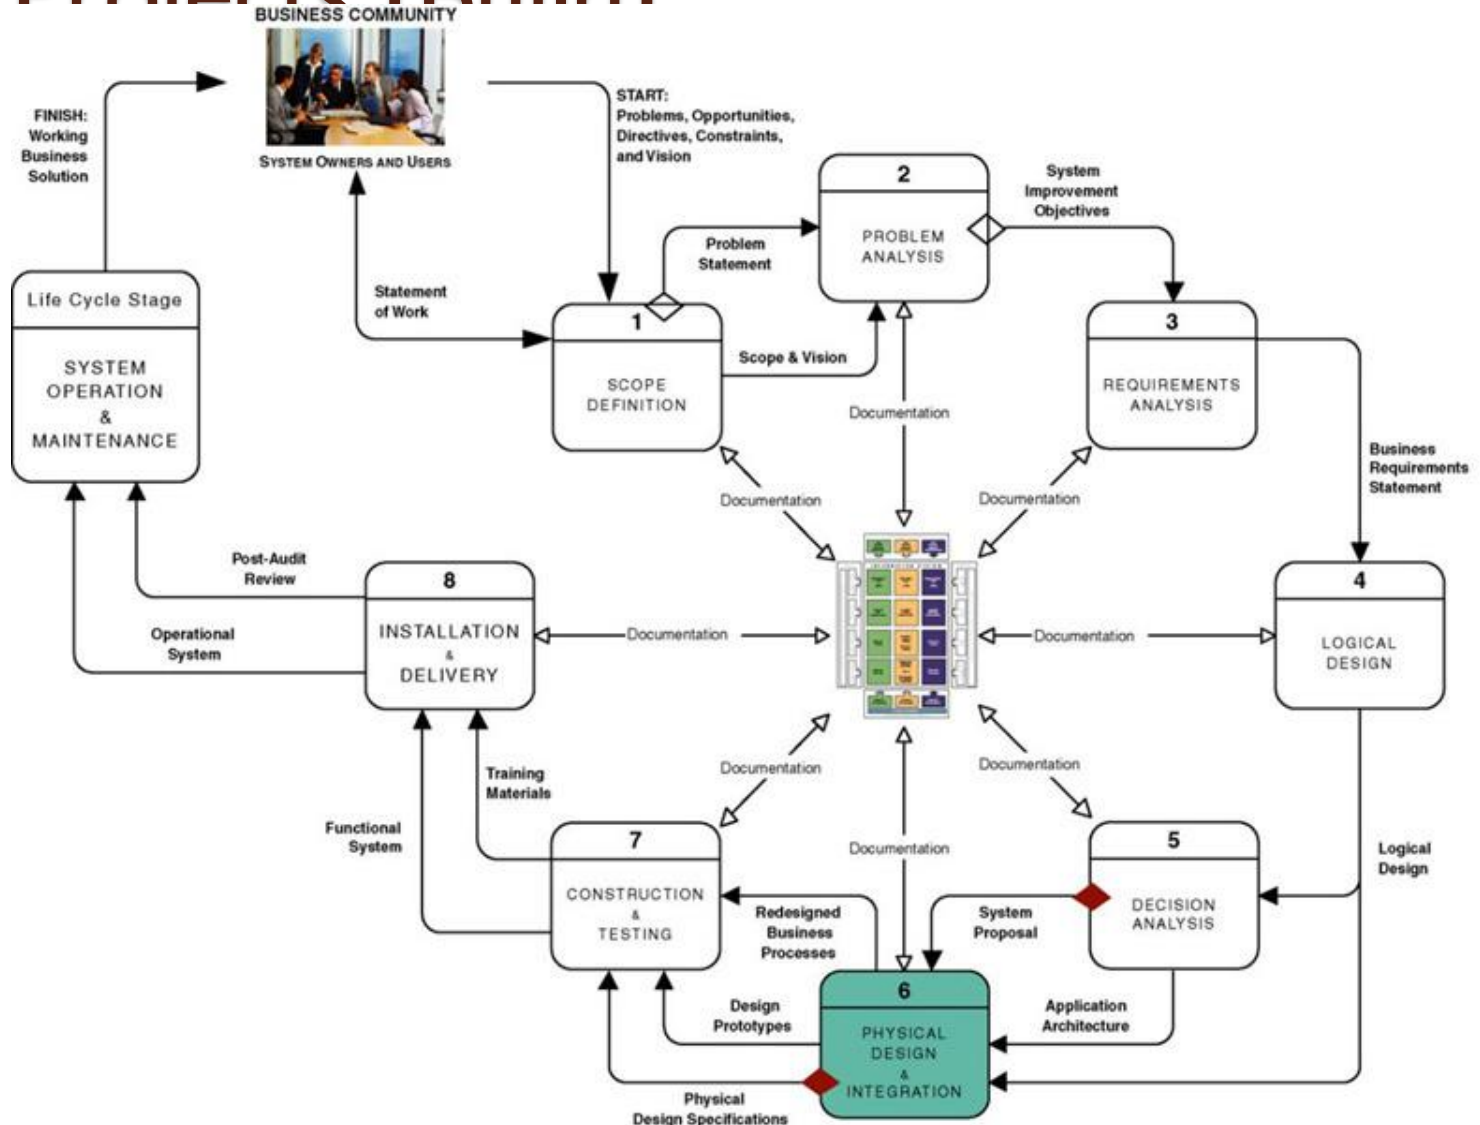 BUSINESS COMMUNITY
SYSTEM OWNERS AND USERS
FINISH:
Working
Business
Solution
START:
Problems, Opportunities,
Directives, Constraints,
and Vision
Statement
of Work
Problem
Statement
Scope & Vision
1
SCOPE
DEFINITION
2
PROBLEM
ANALYSIS
System
Improvement
Objectives
3
REQUIREMENTS
ANALYSIS
Business
Requirements
Statement
Life Cycle Stage
SYSTEM
OPERATION
&
MAINTENANCE
Documentation
Documentation
Documentation
Post-Audit
Review
Operational
System
8
INSTALLATION
&
DELIVERY
Documentation
Documentation
4
LOGICAL
DESIGN
Training
Materials
Functional
System
Documentation
Documentation
Documentation
7
CONSTRUCTION
&
TESTING
Redesigned
Business
Processes
System
Proposal
5
DECISION
ANALYSIS
Logical
Design
Design
Prototypes
Physical
Design Specifications
6
PHYSICAL
DESIGN
&
INTEGRATION
Application
Architecture